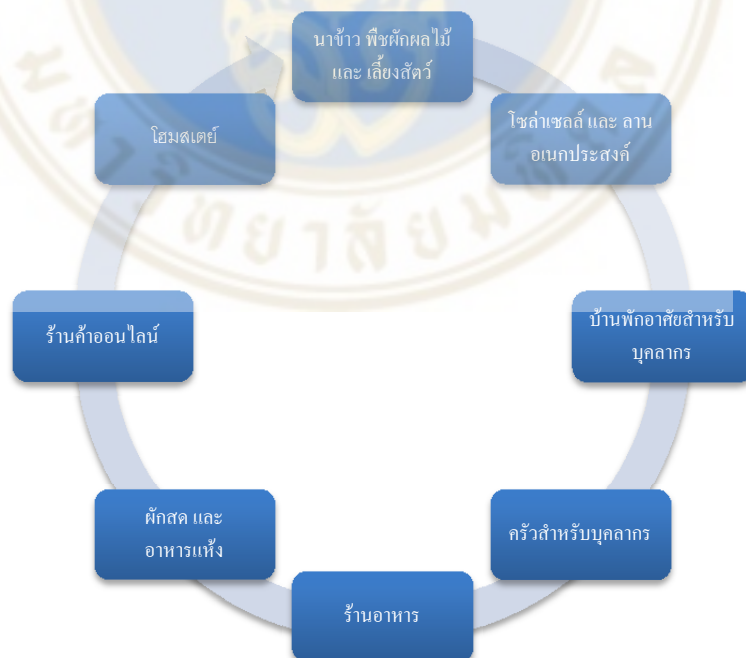 นาข้าว พืชผักผลไม้
และ เลี้ยงสัตว์
โซล่าเซลล์ และ ลาน
อเนกประสงค์
บ้านพักอาศัยสำหรับ
บุคลากร
ครัวสำหรับบุคลากร
ร้านอาหาร
ผักสด และ
อาหารแห้ง
ร้านค้าออนไลน์
โฮมสเตย์